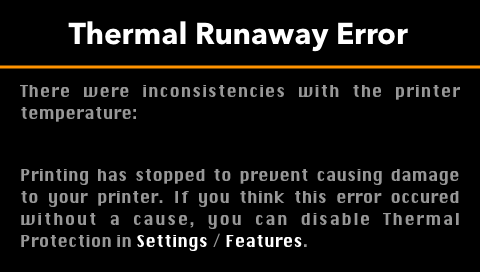 Thermal Runaway Error
There were inconsistencies with the printer
temperature:
Printing has stopped to prevent causing damage
to your printer. If you think this error occured
without a cause, you can disable Thermal
Protection in Settings / Features.